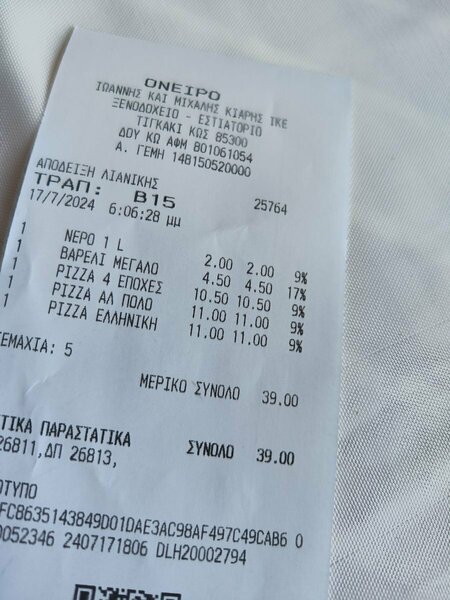 ΟΝΕΙΡΟ
ΙΩΑΝΝΗΣ ΚΑΙ ΜΙΧΑΛΗΣ ΚΙΑΡΗΣ ΙΚΕ
ΞΕΝΟΔΟΧΕΙΟ - ΕΣΤΙΑΤΟΡΙΟ
ΤΙΓΚΑΚΙ ΚΩΣ 85300
ΔΟΥ ΚΩ ΑΦΜ 801061054
Α. ΓΕΜΗ 148150520000
ΑΠΟΔΕΙΞΗ ΛΙΑΝΙΚΗΣ 25764
ΤΡΑΠ: B15
17/7/2024 6:06:28 μμ
1 ΝΕΡΟ 1 L 2.00 2.00 9%
1 ΒΑΡΕΛΙ ΜΕΓΑΛΟ 4.50 4.50 17%
1 PIZZA 4 ΕΠΟΧΕΣ 10.50 10.50 9%
1 PIZZA ΑΛ ΠΟΛΟ 11.00 11.00 9%
1 PIZZA ΕΛΛΗΝΙΚΗ 11.00 11.00 9%
ΤΕΜΑΧΙΑ: 5
ΜΕΡΙΚΟ ΣΥΝΟΛΟ 39.00
ΤΙΚΑ ΠΑΡΑΣΤΑΤΙΚΑ ΣΥΝΟΛΟ 39.00
26811,ΔΠ 26813,
ΟΤΥΠΟ
FC8635143849D01DAE3AC98AF497C49CAB6 0
0052346 2407171806 DLH20002794